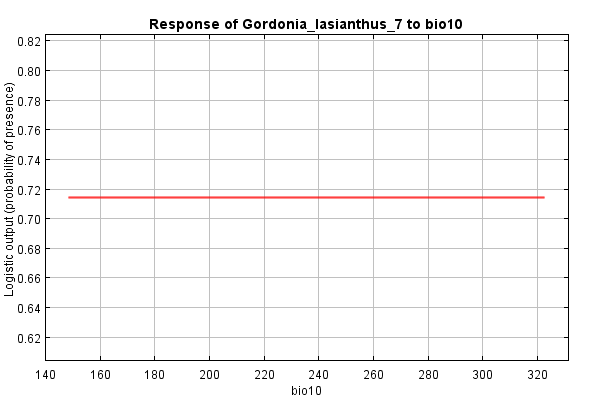 Response of Gordonia_lasianthus_7 to bio10
Logistic output (probability of presence)
0.82
0.80
0.78
0.76
0.74
0.72
0.70
0.68
0.66
0.64
0.62
140 160 180 200 220 240 260 280 300 320
bio10